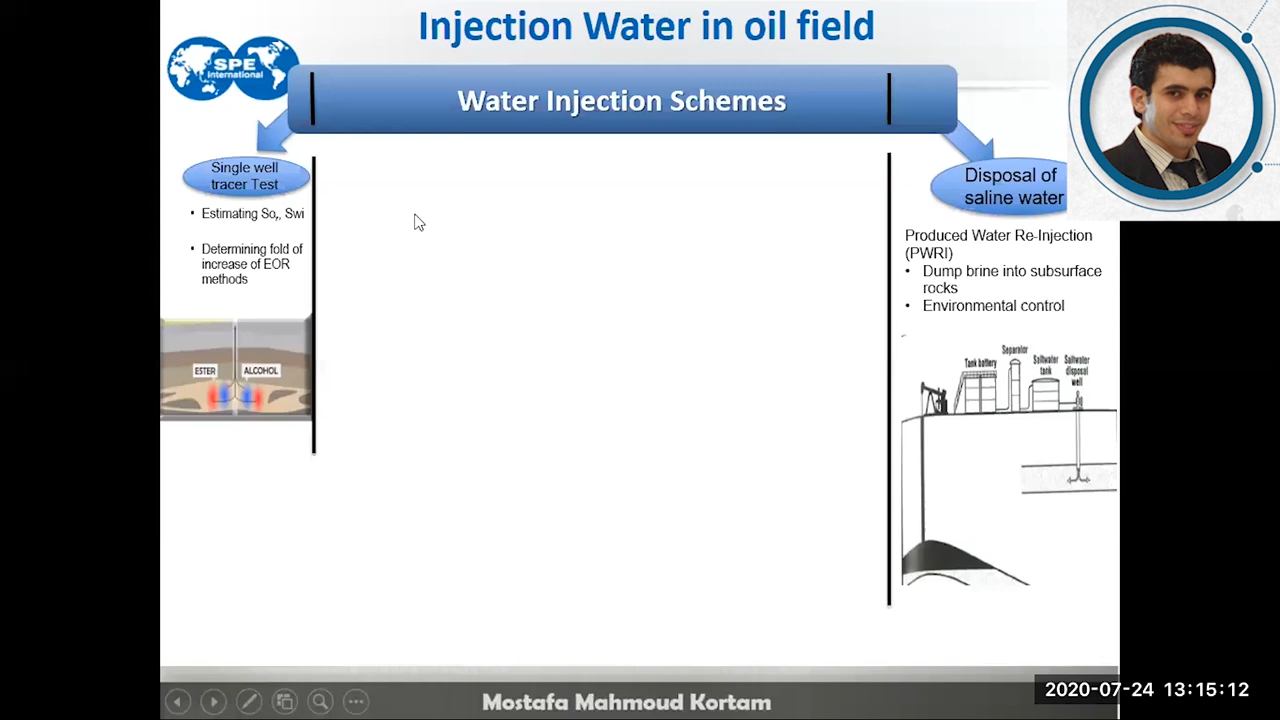 Injection Water in oil field
SPE
International
Water Injection Schemes
Single well
tracer Test
• Estimating Sor, Swi
• Determining fold of
increase of EOR
methods
ESTER
ALCOHOL
Disposal of
saline water
Produced Water Re-Injection
(PWRI)
• Dump brine into subsurface
rocks
• Environmental control
Tank battery
Separator
Saltwater
tank
Saltwater
disposal
well
Mostafa Mahmoud Kortam
2020-07-24 13:15:12